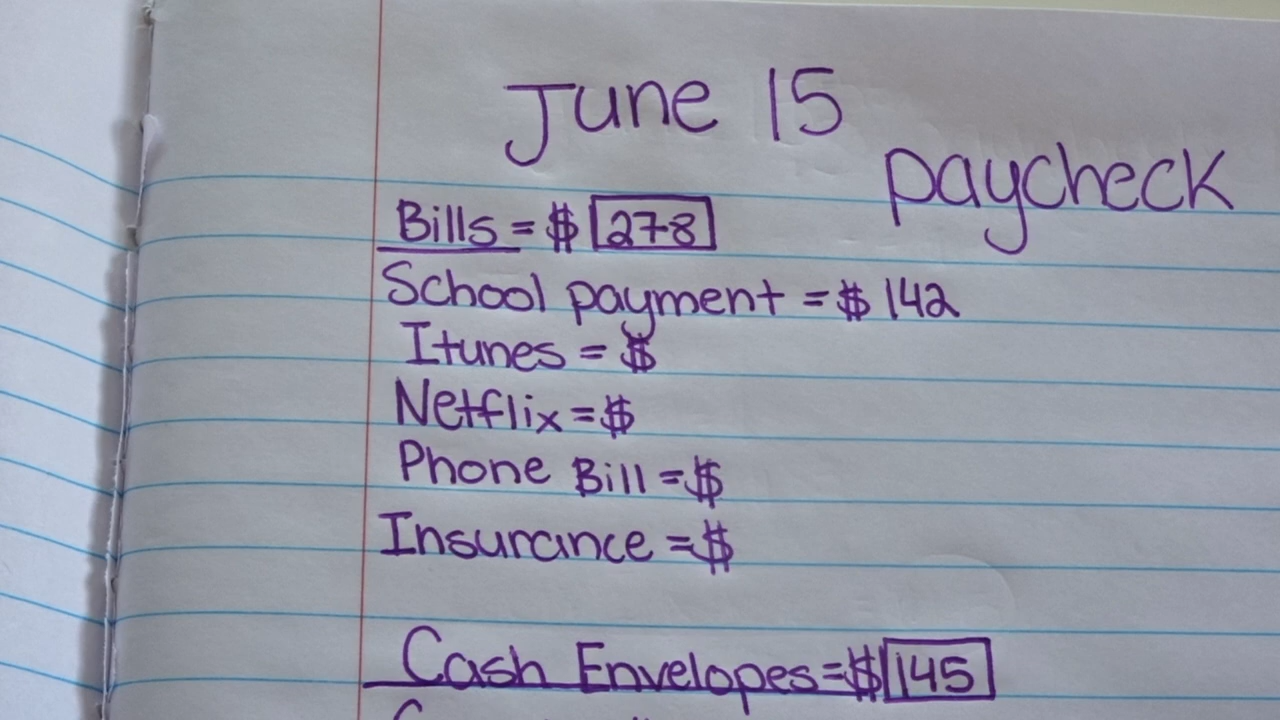 June 15
paycheck
Bills = $ 278
School payment = $ 142
Itunes = $
Netflix = $
Phone Bill = $
Insurance = $
Cash Envelopes = $ 145